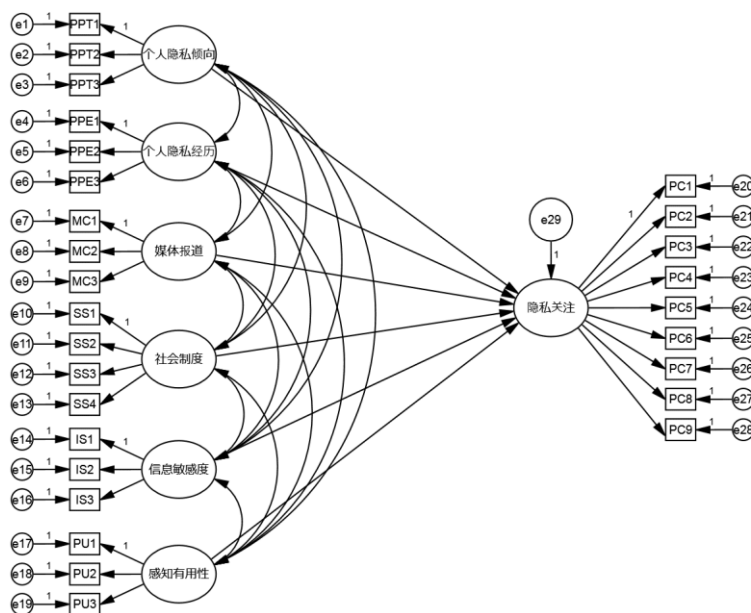 e1 1 PPT1 1
e2 1 PPT2
e3 1 PPT3
个人隐私倾向
e4 1 PPE1 1
e5 1 PPE2
e6 1 PPE3
个人隐私经历
e7 1 MC1 1
e8 1 MC2
e9 1 MC3
媒体报道
e10 1 SS1 1
e11 1 SS2
e12 1 SS3
e13 1 SS4
社会制度
e14 1 IS1 1
e15 1 IS2
e16 1 IS3
信息敏感度
e17 1 PU1 1
e18 1 PU2
e19 1 PU3
感知有用性
e29
1
隐私关注
1 PC1 1 e20
PC2 1 e21
PC3 1 e22
PC4 1 e23
PC5 1 e24
PC6 1 e25
PC7 1 e26
PC8 1 e27
PC9 1 e28